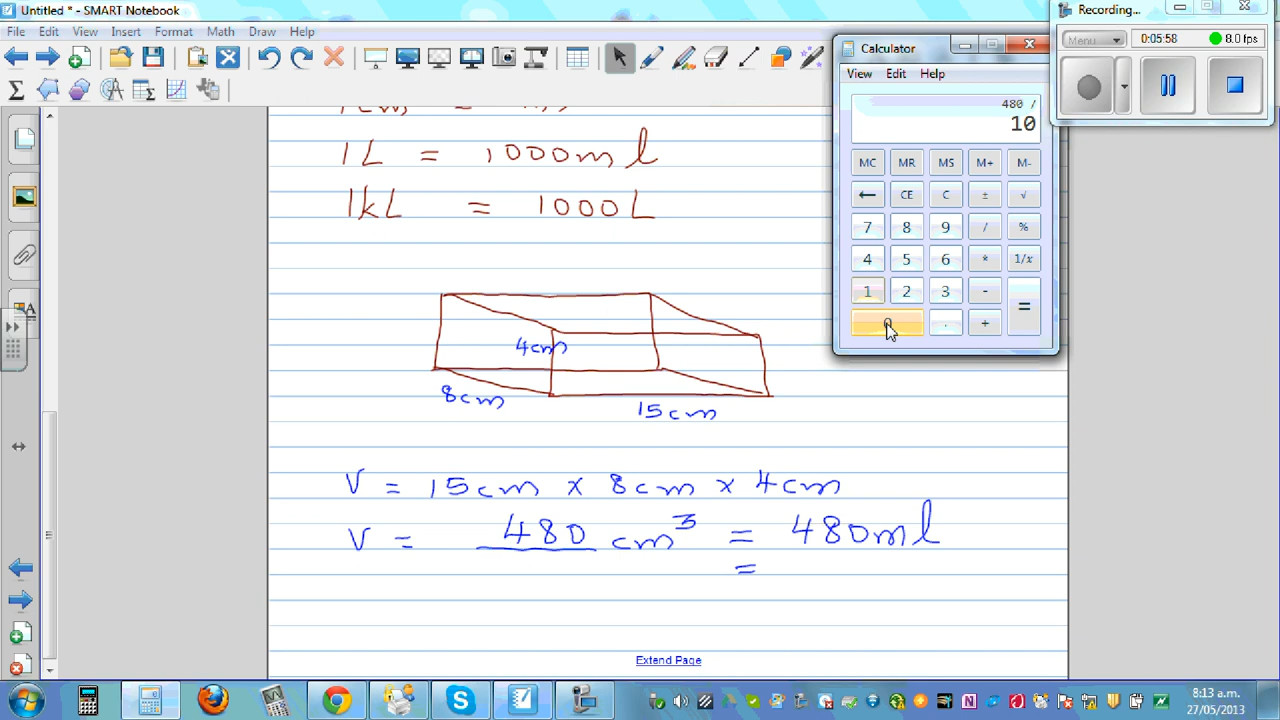 Untitled * - SMART Notebook
File Edit View Insert Format Math Draw Help
Recording...
Menu 0:05:58 8.0 fps
Calculator
View Edit Help
480 /
10
MC MR MS M+ M-
← CE C ± √
7 8 9 / %
4 5 6 * 1/x
1 2 3 - =
0 . +
1L = 1000ml
1kL = 1000L
4cm
8cm
15cm
V = 15cm x 8cm x 4cm
V = 480 cm³ = 480ml
=
Extend Page
8:13 a.m.
27/05/2013